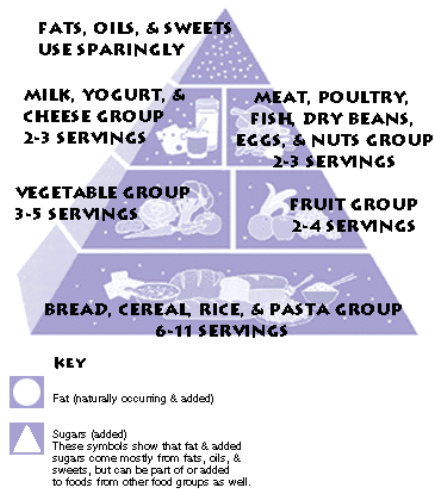 FATS, OILS, & SWEETS
USE SPARINGLY
MILK, YOGURT, &
CHEESE GROUP
2-3 SERVINGS
MEAT, POULTRY,
FISH, DRY BEANS,
EGGS, & NUTS GROUP
2-3 SERVINGS
VEGETABLE GROUP
3-5 SERVINGS
FRUIT GROUP
2-4 SERVINGS
BREAD, CEREAL, RICE, & PASTA GROUP
6-11 SERVINGS
KEY
Fat (naturally occurring & added)
Sugars (added)
These symbols show that fat & added
sugars come mostly from fats, oils, &
sweets, but can be part of or added
to foods from other food groups as well.